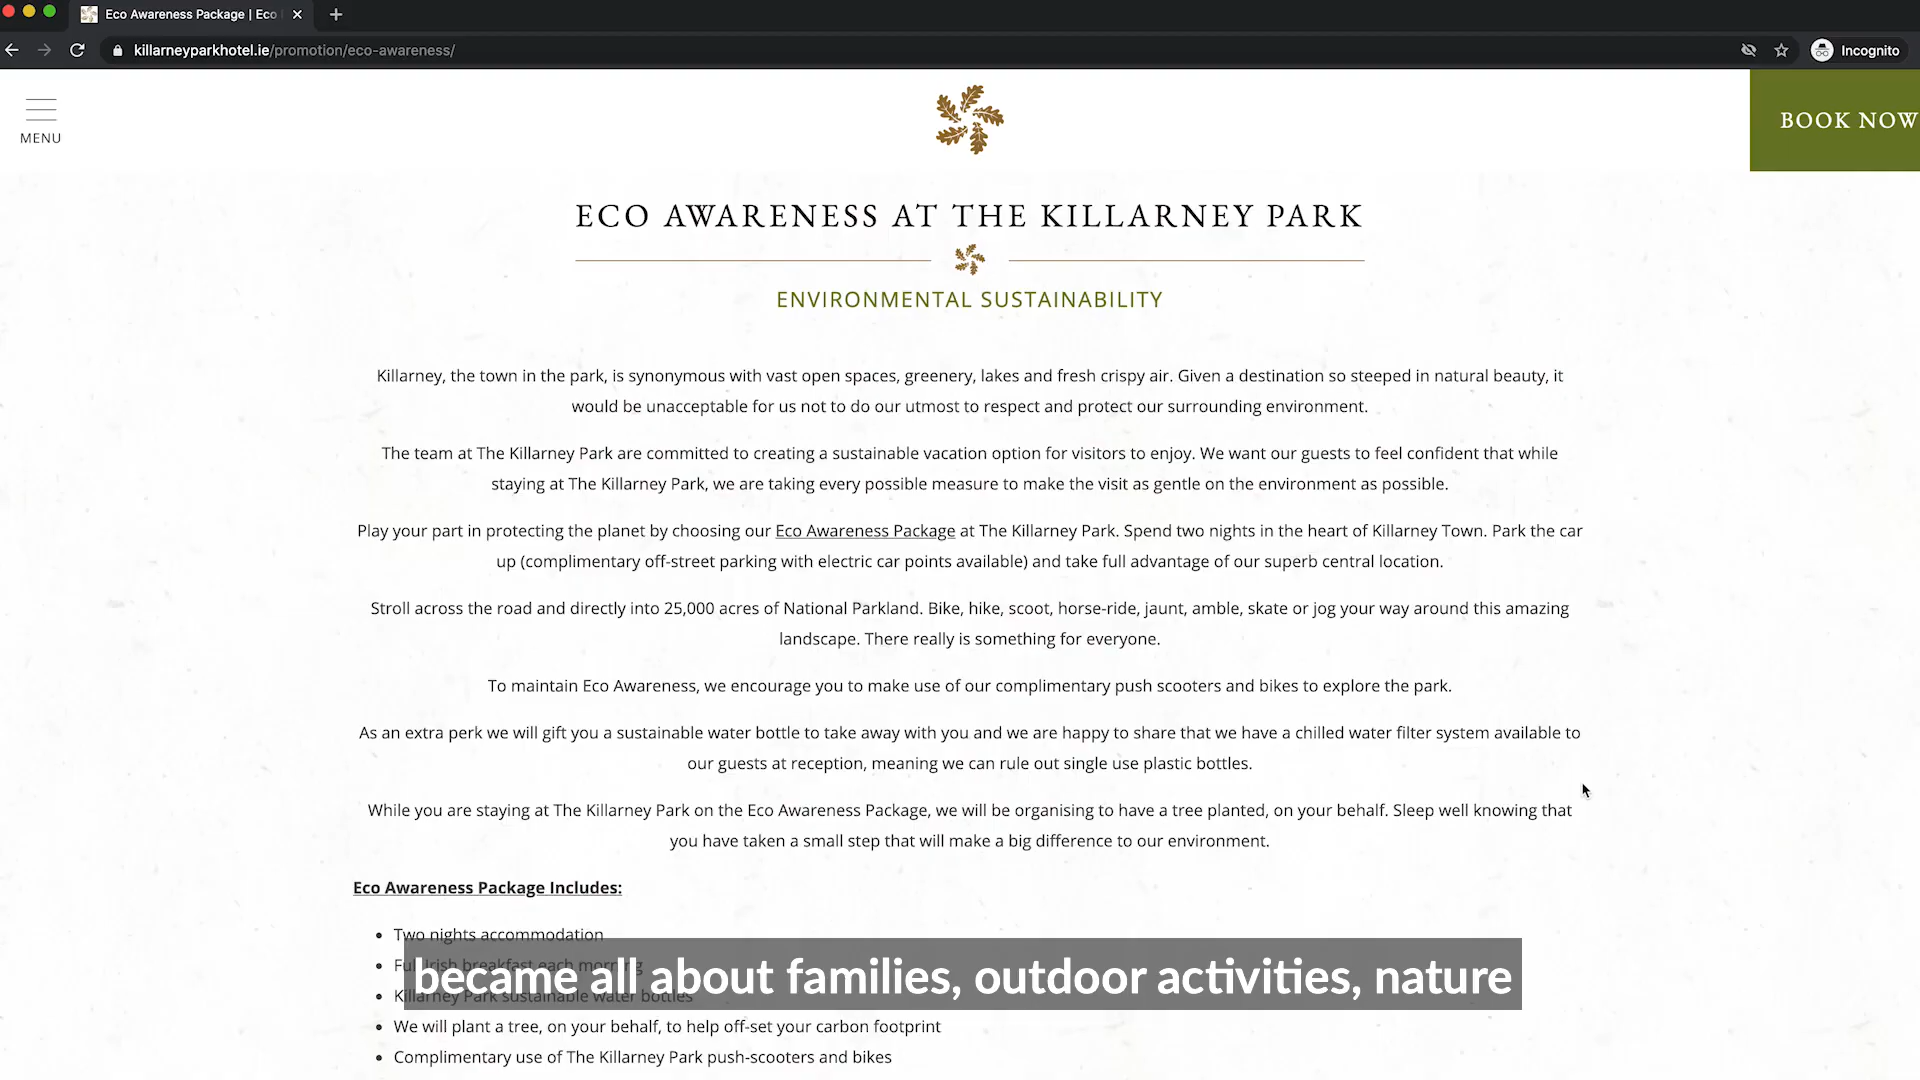 Eco Awareness Package | Eco
killarneyparkhotel.ie/promotion/eco-awareness/
Incognito
MENU
BOOK NOW
ECO AWARENESS AT THE KILLARNEY PARK
ENVIRONMENTAL SUSTAINABILITY
Killarney, the town in the park, is synonymous with vast open spaces, greenery, lakes and fresh crispy air. Given a destination so steeped in natural beauty, it
would be unacceptable for us not to do our utmost to respect and protect our surrounding environment.
The team at The Killarney Park are committed to creating a sustainable vacation option for visitors to enjoy. We want our guests to feel confident that while
staying at The Killarney Park, we are taking every possible measure to make the visit as gentle on the environment as possible.
Play your part in protecting the planet by choosing our Eco Awareness Package at The Killarney Park. Spend two nights in the heart of Killarney Town. Park the car
up (complimentary off-street parking with electric car points available) and take full advantage of our superb central location.
Stroll across the road and directly into 25,000 acres of National Parkland. Bike, hike, scoot, horse-ride, jaunt, amble, skate or jog your way around this amazing
landscape. There really is something for everyone.
To maintain Eco Awareness, we encourage you to make use of our complimentary push scooters and bikes to explore the park.
As an extra perk we will gift you a sustainable water bottle to take away with you and we are happy to share that we have a chilled water filter system available to
our guests at reception, meaning we can rule out single use plastic bottles.
While you are staying at The Killarney Park on the Eco Awareness Package, we will be organising to have a tree planted, on your behalf. Sleep well knowing that
you have taken a small step that will make a big difference to our environment.
Eco Awareness Package Includes:
• Two nights accommodation
• Full Irish breakfast each morning
• Killarney Park sustainable water bottles
became all about families, outdoor activities, nature
• We will plant a tree, on your behalf, to help off-set your carbon footprint
• Complimentary use of The Killarney Park push-scooters and bikes